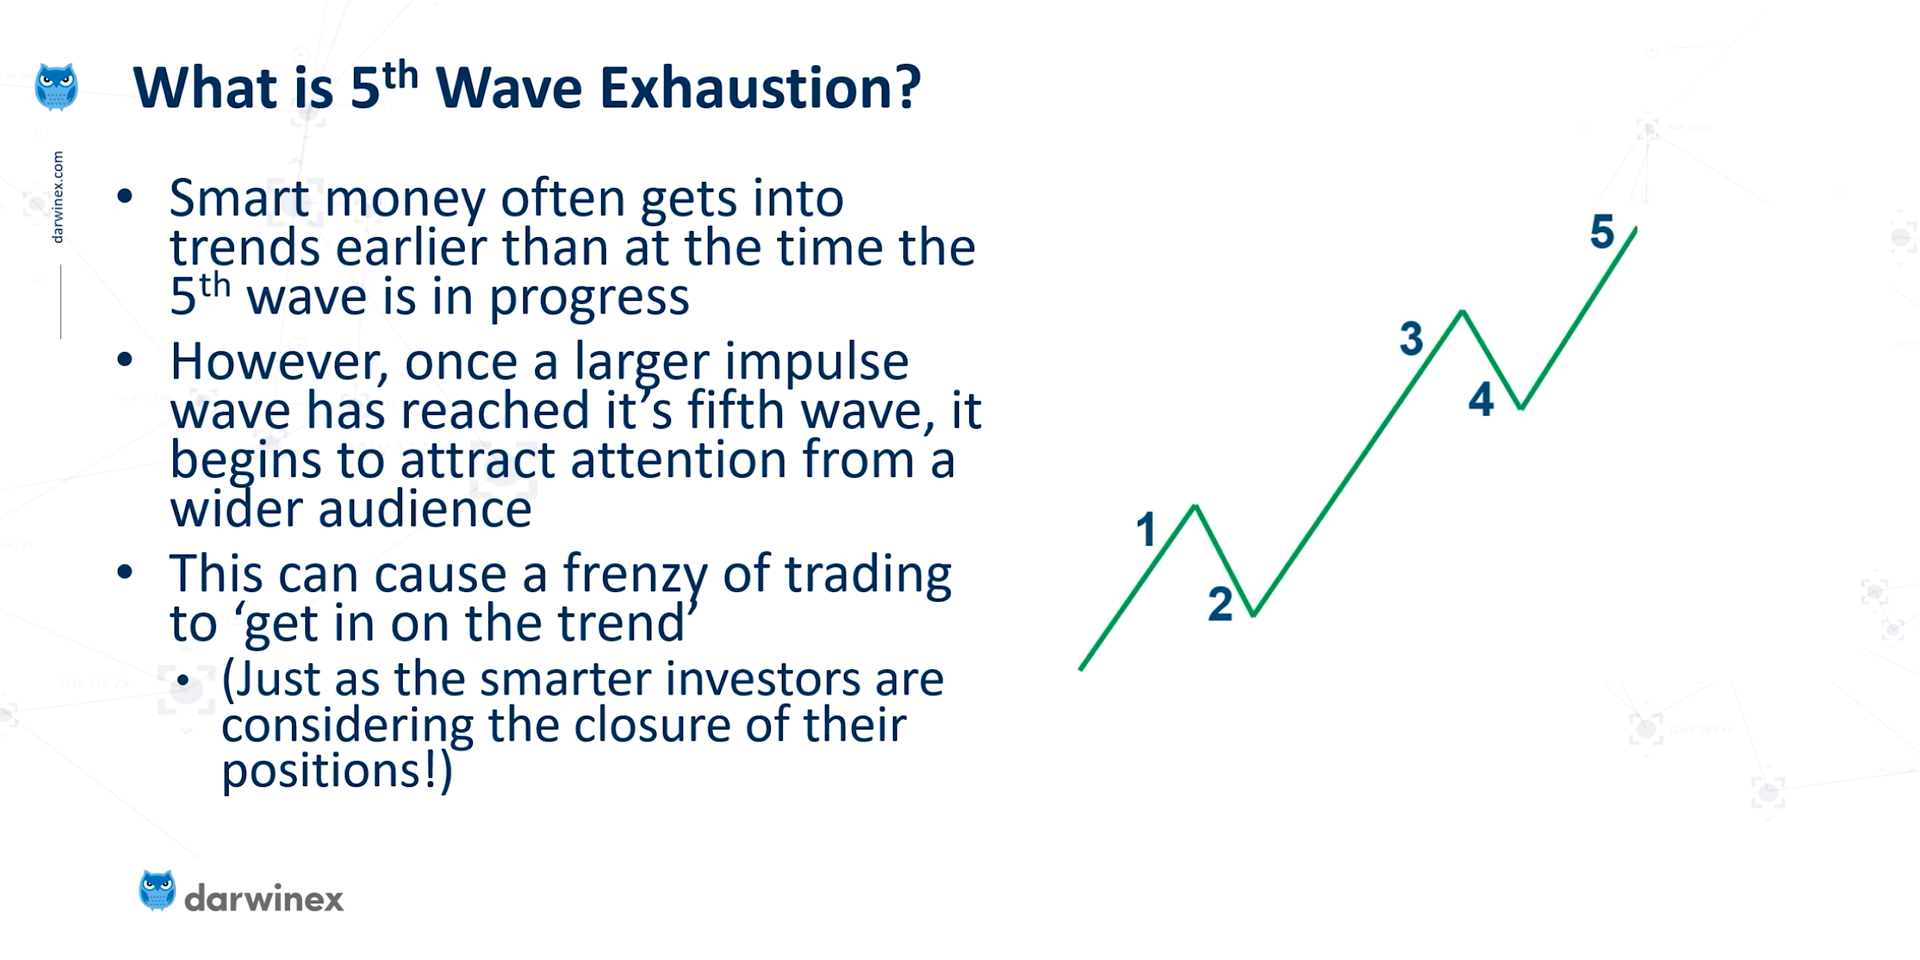 What is 5th Wave Exhaustion?
darwinex.com
• Smart money often gets into
trends earlier than at the time the
5th wave is in progress
• However, once a larger impulse
wave has reached it’s fifth wave, it
begins to attract attention from a
wider audience
• This can cause a frenzy of trading
to ‘get in on the trend’
• (Just as the smarter investors are
considering the closure of their
positions!)
1
2
3
4
5
darwinex